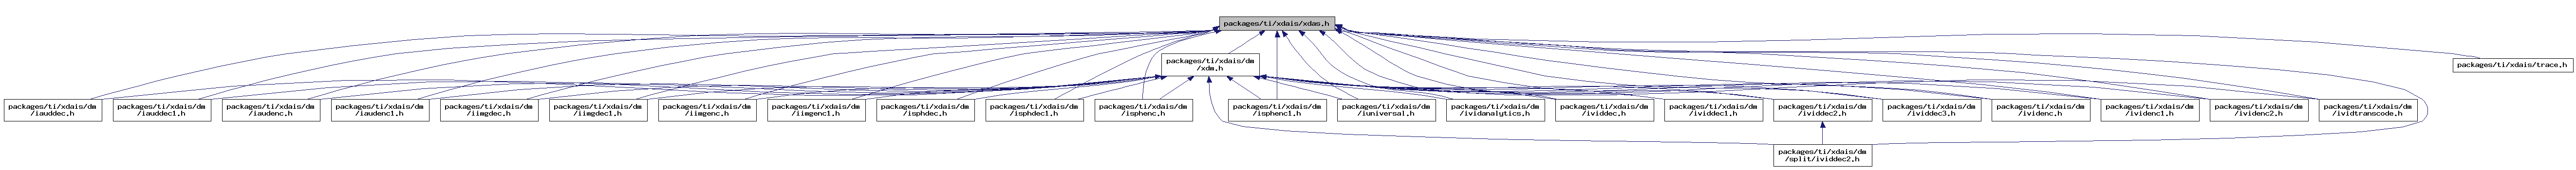 packages/ti/xdais/xdas.h
packages/ti/xdais/dm
/xdm.h
packages/ti/xdais/trace.h
packages/ti/xdais/dm
/iauddec.h
packages/ti/xdais/dm
/iauddec1.h
packages/ti/xdais/dm
/iaudenc.h
packages/ti/xdais/dm
/iaudenc1.h
packages/ti/xdais/dm
/iimgdec.h
packages/ti/xdais/dm
/iimgdec1.h
packages/ti/xdais/dm
/iimgenc.h
packages/ti/xdais/dm
/iimgenc1.h
packages/ti/xdais/dm
/isphdec.h
packages/ti/xdais/dm
/isphdec1.h
packages/ti/xdais/dm
/isphenc.h
packages/ti/xdais/dm
/isphenc1.h
packages/ti/xdais/dm
/iuniversal.h
packages/ti/xdais/dm
/ividanalytics.h
packages/ti/xdais/dm
/ividdec.h
packages/ti/xdais/dm
/ividdec1.h
packages/ti/xdais/dm
/ividdec2.h
packages/ti/xdais/dm
/ividdec3.h
packages/ti/xdais/dm
/ividenc.h
packages/ti/xdais/dm
/ividenc1.h
packages/ti/xdais/dm
/ividenc2.h
packages/ti/xdais/dm
/ividtranscode.h
packages/ti/xdais/dm
/split/ividdec2.h